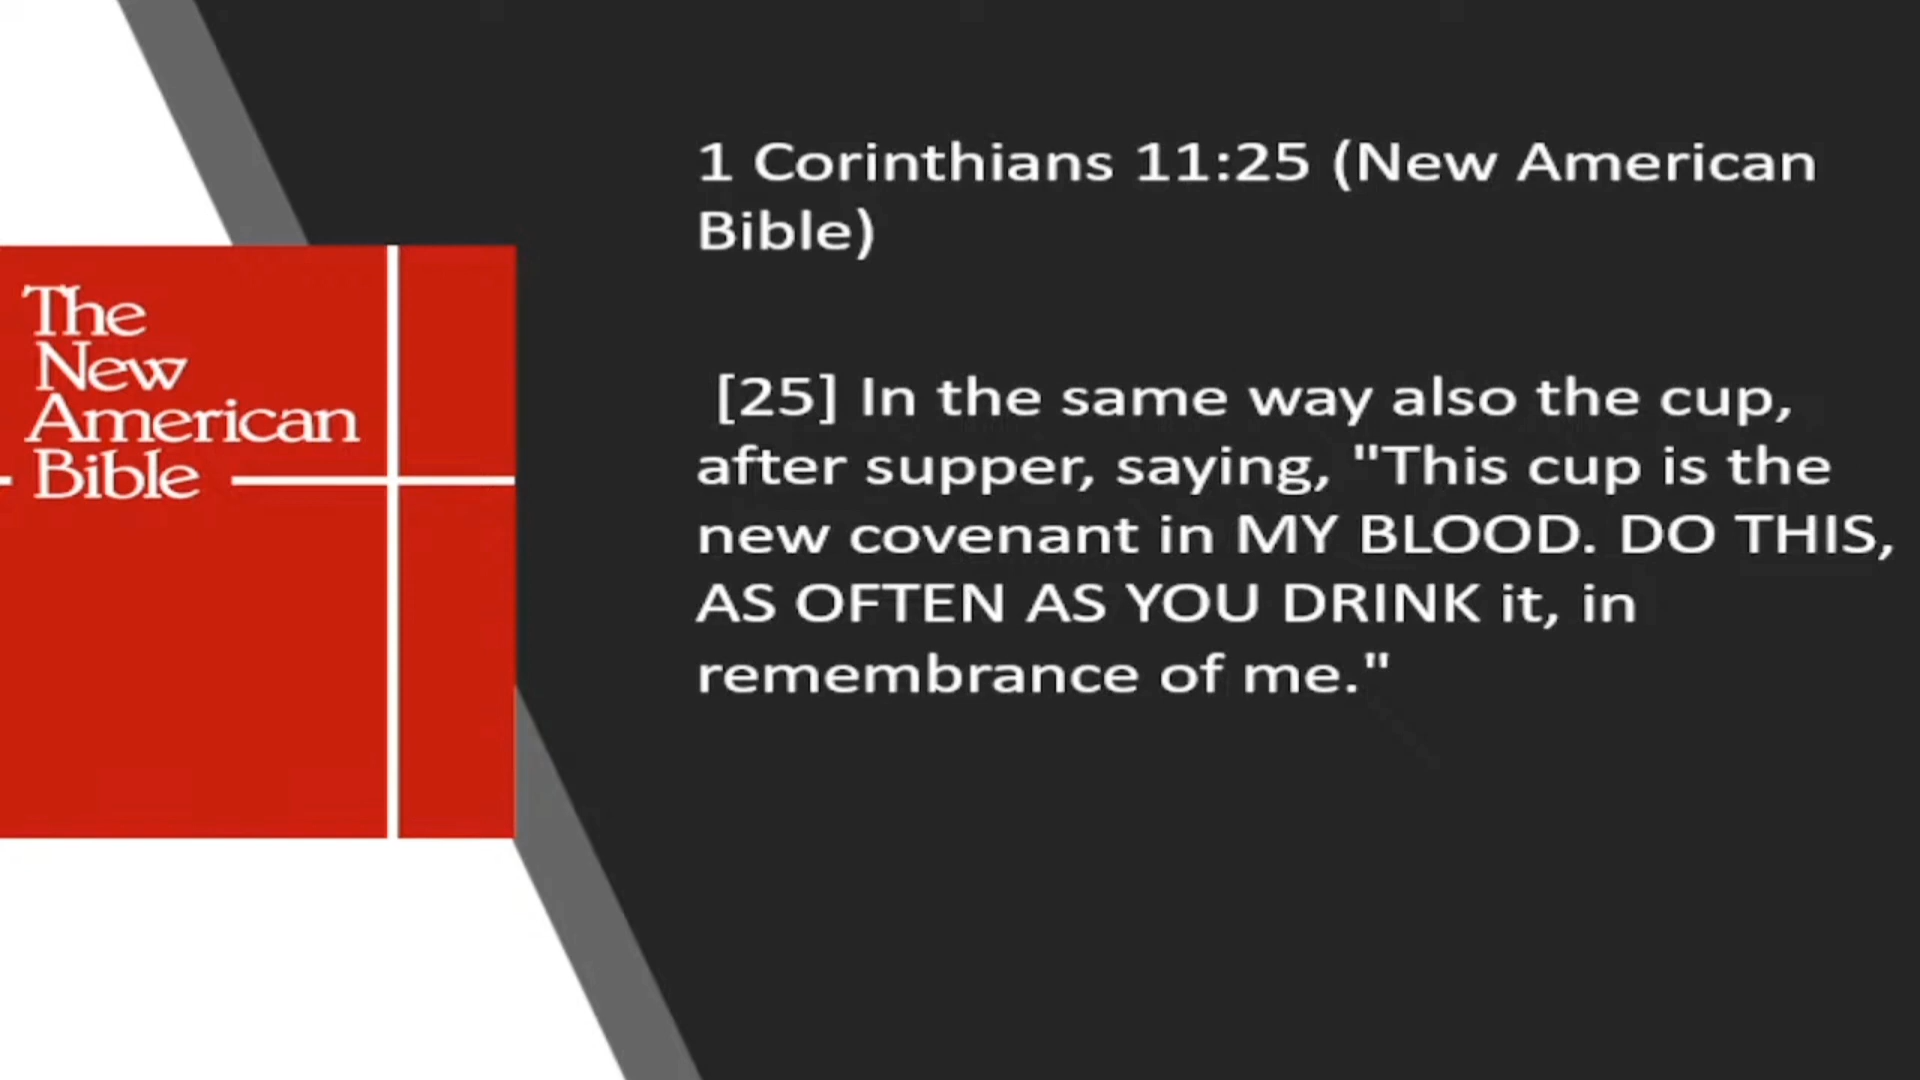 The
New
American
Bible
1 Corinthians 11:25 (New American
Bible)
[25] In the same way also the cup,
after supper, saying, "This cup is the
new covenant in MY BLOOD. DO THIS,
AS OFTEN AS YOU DRINK it, in
remembrance of me."